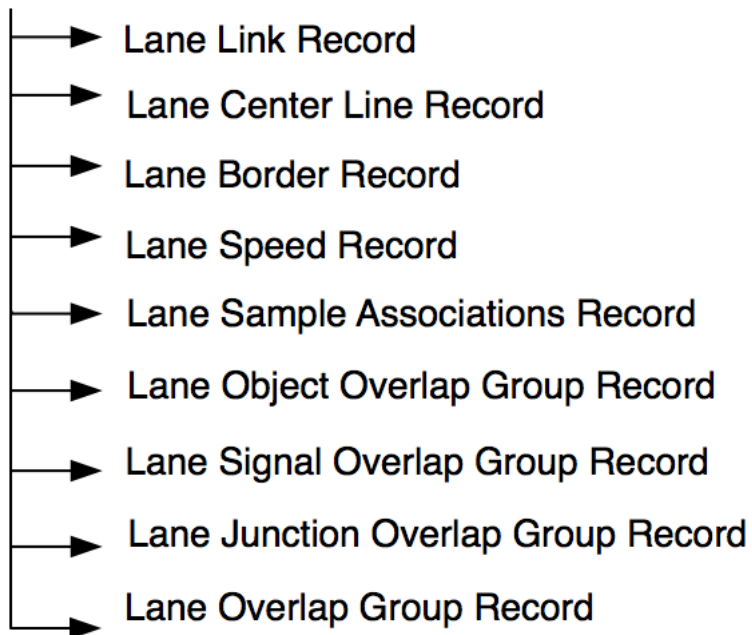 Lane Link Record
Lane Center Line Record
Lane Border Record
Lane Speed Record
Lane Sample Associations Record
Lane Object Overlap Group Record
Lane Signal Overlap Group Record
Lane Junction Overlap Group Record
Lane Overlap Group Record